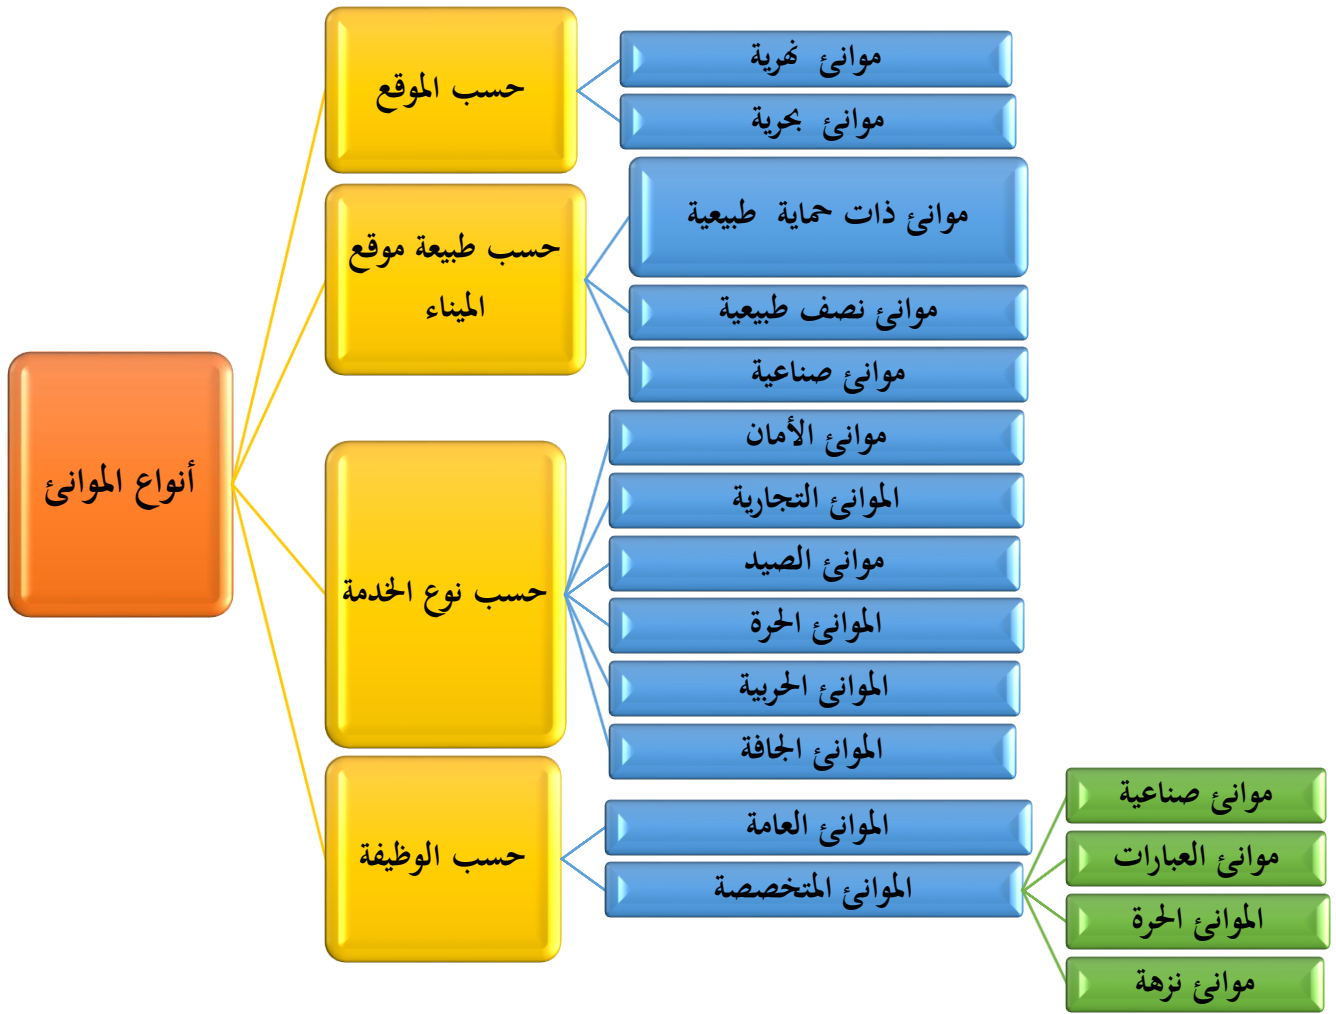 أنواع الموانئ
حسب الموقع
موانئ نهرية
موانئ بحرية
حسب طبيعة موقع
الميناء
موانئ ذات حماية طبيعية
موانئ نصف طبيعية
موانئ صناعية
حسب نوع الخدمة
موانئ الأمان
الموانئ التجارية
موانئ الصيد
الموانئ الحرة
الموانئ الحربية
الموانئ الجافة
حسب الوظيفة
الموانئ العامة
الموانئ المتخصصة
موانئ صناعية
موانئ العبارات
الموانئ الحرة
موانئ نزهة